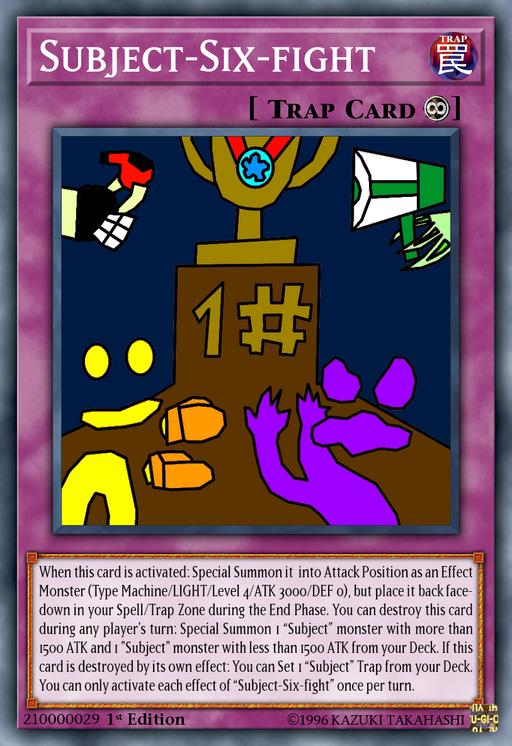 SUBJECT-SIX-FIGHT
TRAP
罠
[ TRAP CARD ]
1#
When this card is activated: Special Summon it into Attack Position as an Effect
Monster (Type Machine/LIGHT/Level 4/ATK 3000/DEF 0), but place it back face-
down in your Spell/Trap Zone during the End Phase. You can destroy this card
during any player's turn: Special Summon 1 “Subject” monster with more than
1500 ATK and 1 "Subject" monster with less than 1500 ATK from your Deck. If this
card is destroyed by its own effect: You can Set 1 “Subject” Trap from your Deck.
You can only activate each effect of “Subject-Six-fight” once per turn.
210000029 1st Edition ©1996 KAZUKI TAKAHASHI